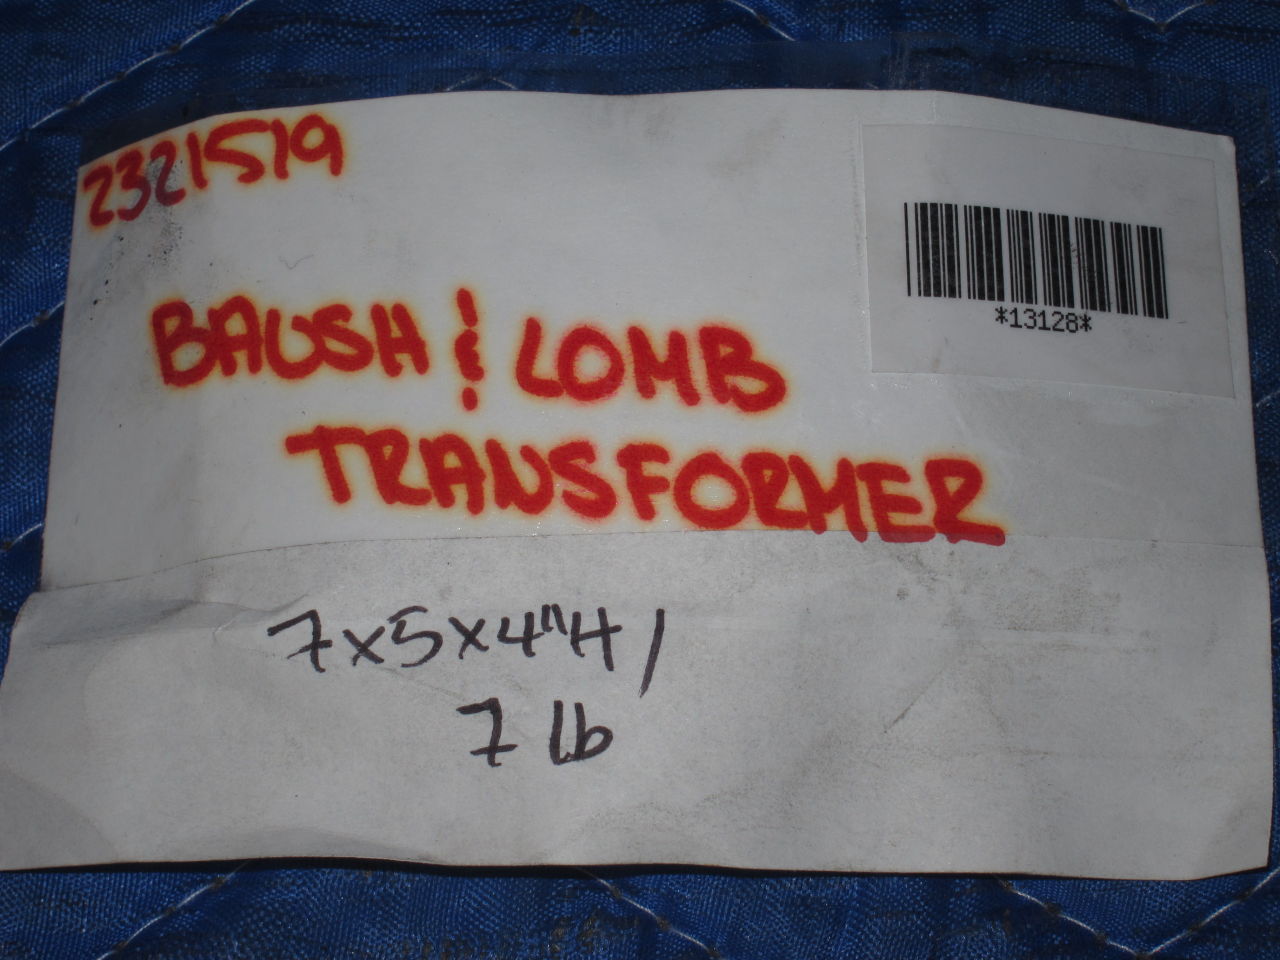 2321519
*13128*
BAUSH & LOMB
TRANSFORMER
7x5x4"H/
7 lb